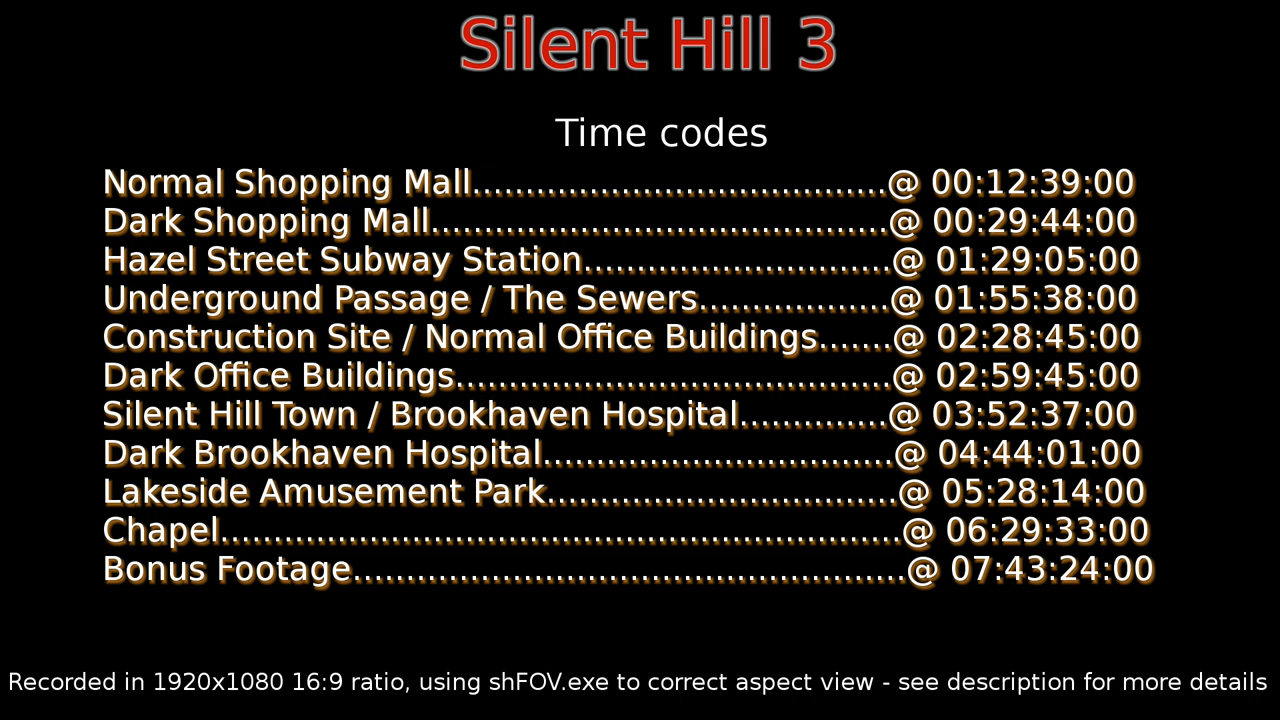 Silent Hill 3
Time codes
Normal Shopping Mall.......................................@ 00:12:39:00
Dark Shopping Mall...........................................@ 00:29:44:00
Hazel Street Subway Station.............................@ 01:29:05:00
Underground Passage / The Sewers..................@ 01:55:38:00
Construction Site / Normal Office Buildings.......@ 02:28:45:00
Dark Office Buildings.........................................@ 02:59:45:00
Silent Hill Town / Brookhaven Hospital..............@ 03:52:37:00
Dark Brookhaven Hospital.................................@ 04:44:01:00
Lakeside Amusement Park.................................@ 05:28:14:00
Chapel................................................................@ 06:29:33:00
Bonus Footage....................................................@ 07:43:24:00
Recorded in 1920x1080 16:9 ratio, using shFOV.exe to correct aspect view - see description for more details